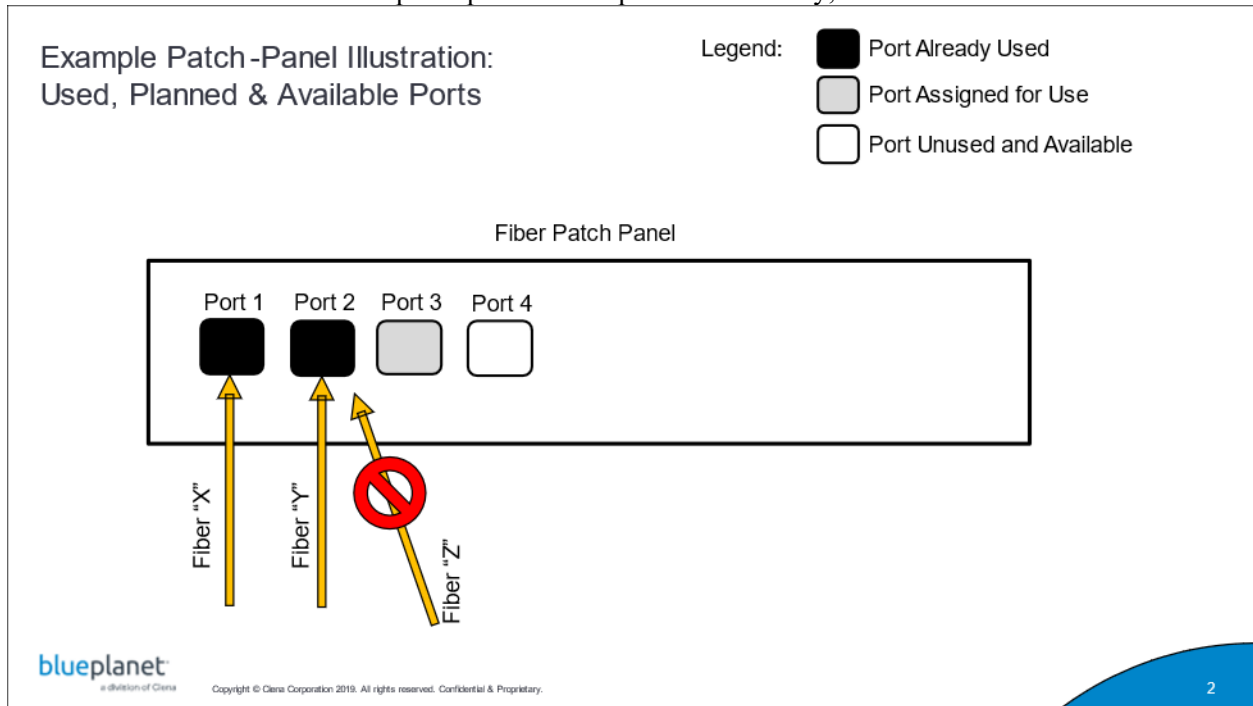 Example Patch-Panel Illustration:
Used, Planned & Available Ports
Legend:
Port Already Used
Port Assigned for Use
Port Unused and Available
Fiber Patch Panel
Port 1
Port 2
Port 3
Port 4
Fiber “X”
Fiber “Y”
Fiber “Z”
blueplanet
a division of Ciena
Copyright © Ciena Corporation 2019. All rights reserved. Confidential & Proprietary.
2